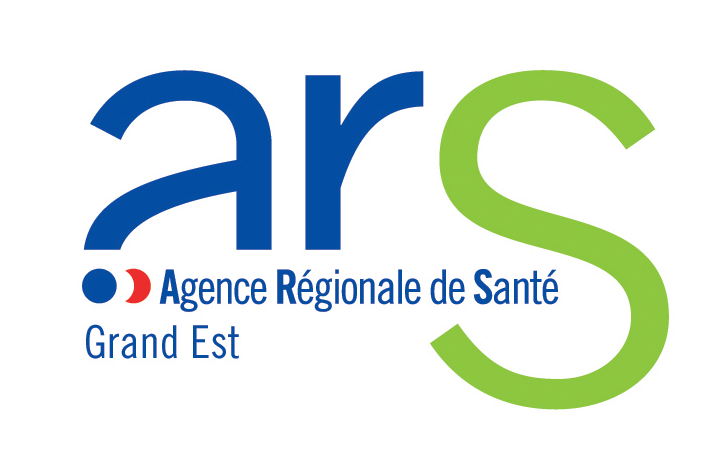 ars
Agence Régionale de Santé
Grand Est